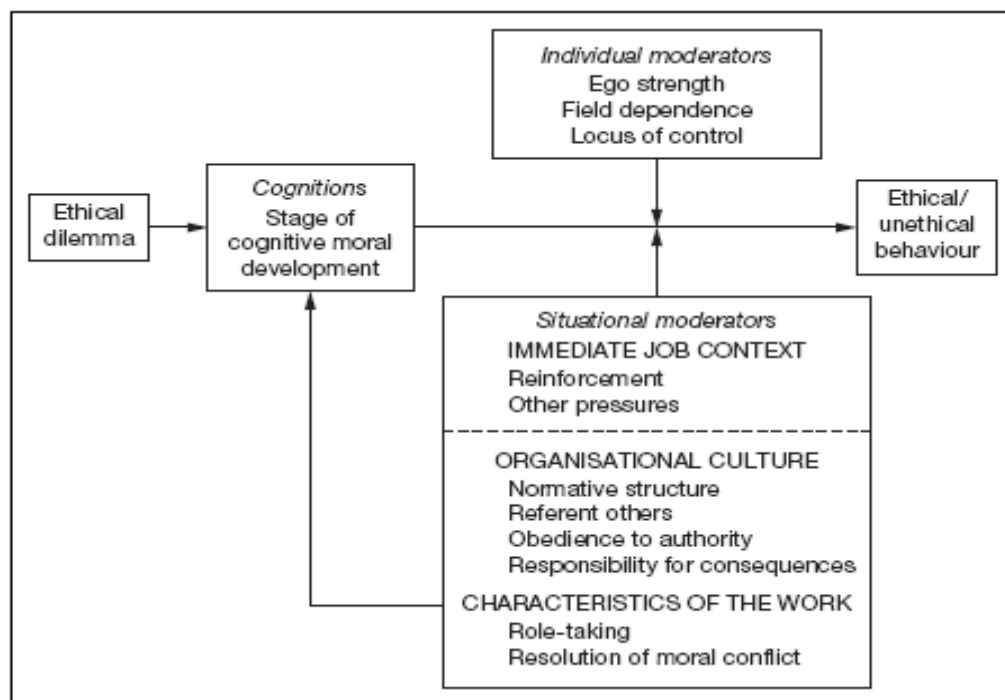 Individual moderators
Ego strength
Field dependence
Locus of control
Ethical
dilemma
Cognitions
Stage of
cognitive moral
development
Ethical/
unethical
behaviour
Situational moderators
IMMEDIATE JOB CONTEXT
Reinforcement
Other pressures
ORGANISATIONAL CULTURE
Normative structure
Referent others
Obedience to authority
Responsibility for consequences
CHARACTERISTICS OF THE WORK
Role-taking
Resolution of moral conflict